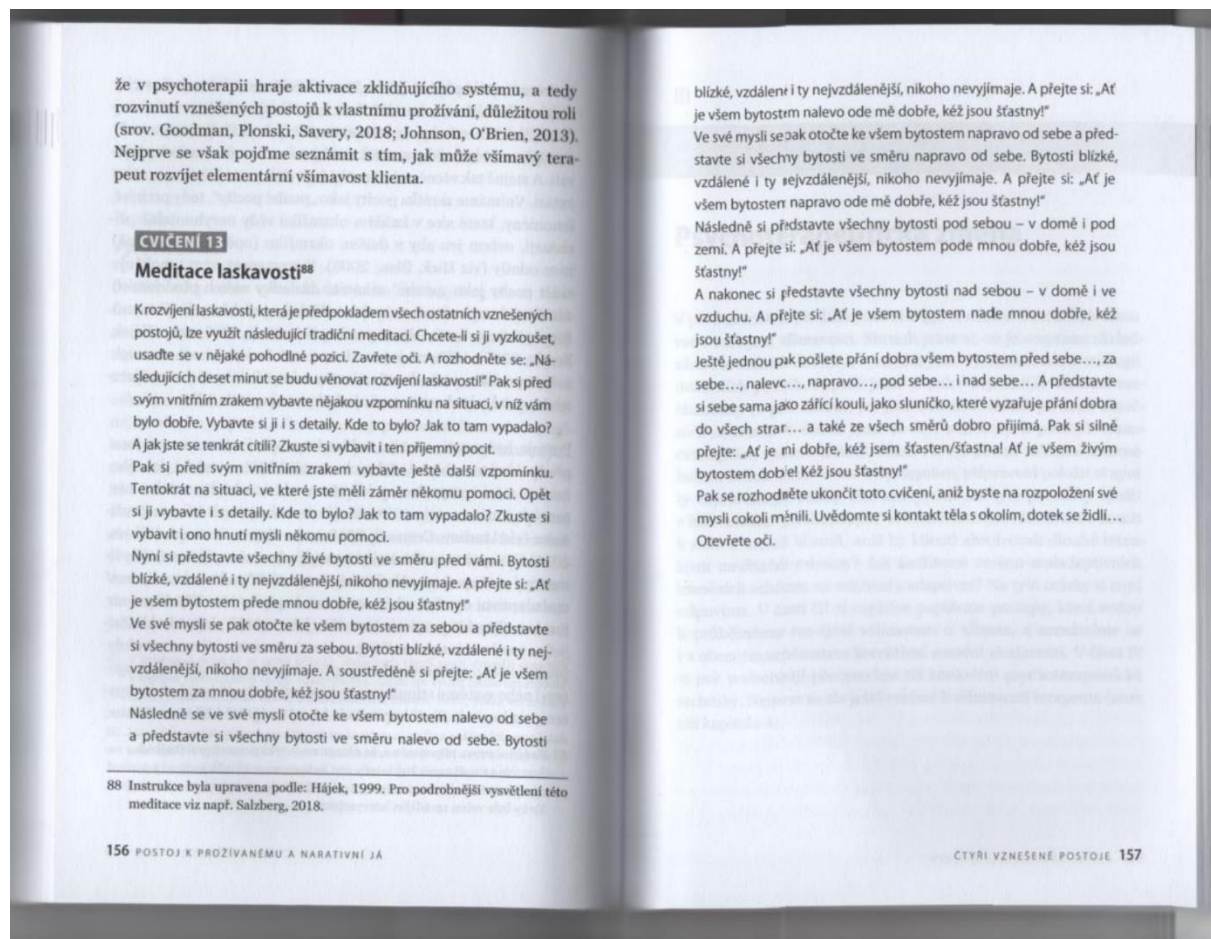 že v psychoterapii hraje aktivace zklidňujícího systému, a tedy
rozvinutí vznešených postojů k vlastnímu prožívání, důležitou roli
(srov. Goodman, Plonski, Savery, 2018; Johnson, O'Brien, 2013).
Nejprve se však pojďme seznámit s tím, jak může všímavý tera-
peut rozvíjet elementární všímavost klienta.
CVIČENÍ 13
Meditace laskavosti88
K rozvíjení laskavosti, která je předpokladem všech ostatních vznešených
postojů, lze využít následující tradiční meditaci. Chcete-li si ji vyzkoušet,
usaďte se v nějaké pohodlné pozici. Zavřete oči. A rozhodněte se: „Ná-
sledujících deset minut se budu věnovat rozvíjení laskavosti!" Pak si před
svým vnitřním zrakem vybavte nějakou vzpomínku na situaci, v níž vám
bylo dobře. Vybavte si ji i s detaily. Kde to bylo? Jak to tam vypadalo?
A jak jste se tenkrát cítili? Zkuste si vybavit i ten příjemný pocit.
Pak si před svým vnitřním zrakem vybavte ještě další vzpomínku.
Tentokrát na situaci, ve které jste měli záměr někomu pomoci. Opět
si ji vybavte i s detaily. Kde to bylo? Jak to tam vypadalo? Zkuste si
vybavit i ono hnutí mysli někomu pomoci.
Nyní si představte všechny živé bytosti ve směru před vámi. Bytosti
blízké, vzdálené i ty nejvzdálenější, nikoho nevyjímaje. A přejte si: „Ať
je všem bytostem přede mnou dobře, kéž jsou šťastny!"
Ve své mysli se pak otočte ke všem bytostem za sebou a představte
si všechny bytosti ve směru za sebou. Bytosti blízké, vzdálené i ty nej-
vzdálenější, nikoho nevyjímaje. A soustředěně si přejte: „Ať je všem
bytostem za mnou dobře, kéž jsou šťastny!"
Následně se ve své mysli otočte ke všem bytostem nalevo od sebe
a představte si všechny bytosti ve směru nalevo od sebe. Bytosti
88 Instrukce byla upravena podle: Hájek, 1999. Pro podrobnější vysvětlení této
meditace viz např. Salzberg, 2018.
156 POSTOJ K PROŽÍVANÉMU A NARATIVNÍ JÁ
blízké, vzdálené i ty nejvzdálenější, nikoho nevyjímaje. A přejte si: „Ať
je všem bytostem nalevo ode mě dobře, kéž jsou šťastny!"
Ve své mysli se pak otočte ke všem bytostem napravo od sebe a před-
stavte si všechny bytosti ve směru napravo od sebe. Bytosti blízké,
vzdálené i ty nejvzdálenější, nikoho nevyjímaje. A přejte si: „Ať je
všem bytostem napravo ode mě dobře, kéž jsou šťastny!"
Následně si představte všechny bytosti pod sebou – v domě i pod
zemí. A přejte si: „Ať je všem bytostem pode mnou dobře, kéž jsou
šťastny!"
A nakonec si představte všechny bytosti nad sebou – v domě i ve
vzduchu. A přejte si: „Ať je všem bytostem nade mnou dobře, kéž
jsou šťastny!"
Ještě jednou pak pošlete přání dobra všem bytostem před sebe…, za
sebe…, nalevo…, napravo…, pod sebe… i nad sebe… A představte
si sebe sama jako zářící kouli, jako sluníčko, které vyzařuje přání dobra
do všech stran… a také ze všech směrů dobro přijímá. Pak si silně
přejte: „Ať je mi dobře, kéž jsem šťasten/šťastna! Ať je všem živým
bytostem dobře! Kéž jsou šťastny!"
Pak se rozhodněte ukončit toto cvičení, aniž byste na rozpoložení své
mysli cokoli měnili. Uvědomte si kontakt těla s okolím, dotek se židlí…
Otevřete oči.
ČTYŘI VZNEŠENÉ POSTOJE 157